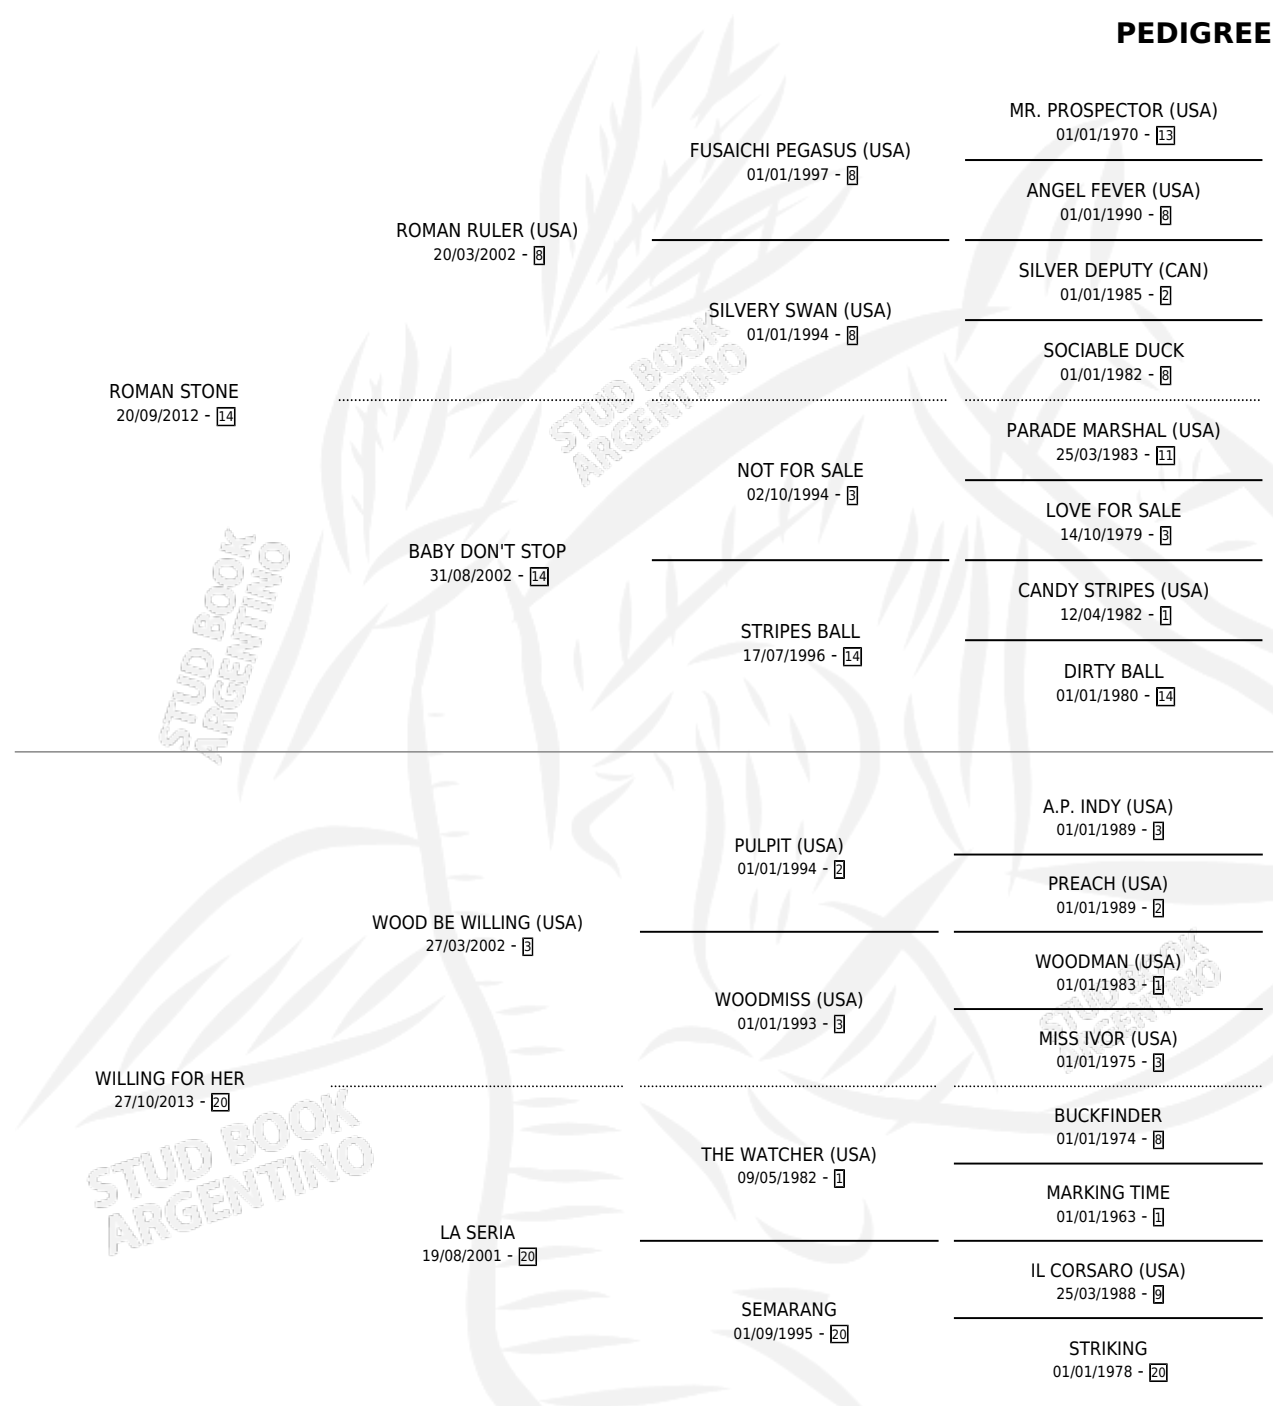 PEDIGREE
MR. PROSPECTOR (USA)
01/01/1970 - 13
FUSAICHI PEGASUS (USA)
01/01/1997 - 8
ANGEL FEVER (USA)
01/01/1990 - 8
ROMAN RULER (USA)
20/03/2002 - 8
SILVER DEPUTY (CAN)
01/01/1985 - 2
SILVERY SWAN (USA)
01/01/1994 - 8
SOCIABLE DUCK
01/01/1982 - 8
ROMAN STONE
20/09/2012 - 14
PARADE MARSHAL (USA)
25/03/1983 - 11
NOT FOR SALE
02/10/1994 - 3
LOVE FOR SALE
14/10/1979 - 3
BABY DON'T STOP
31/08/2002 - 14
CANDY STRIPES (USA)
12/04/1982 - 1
STRIPES BALL
17/07/1996 - 14
DIRTY BALL
01/01/1980 - 14
A.P. INDY (USA)
01/01/1989 - 3
PULPIT (USA)
01/01/1994 - 2
PREACH (USA)
01/01/1989 - 2
WOOD BE WILLING (USA)
27/03/2002 - 3
WOODMAN (USA)
01/01/1983 - 1
WOODMISS (USA)
01/01/1993 - 3
MISS IVOR (USA)
01/01/1975 - 3
WILLING FOR HER
27/10/2013 - 20
BUCKFINDER
01/01/1974 - 8
THE WATCHER (USA)
09/05/1982 - 1
MARKING TIME
01/01/1963 - 1
LA SERIA
19/08/2001 - 20
IL CORSARO (USA)
25/03/1988 - 9
SEMARANG
01/09/1995 - 20
STRIKING
01/01/1978 - 20
STUD BOOK
ARGENTINO
STUD BOOK
ARGENTINO
STUD BOOK
ARGENTINO
STUD BOOK
ARGENTINO